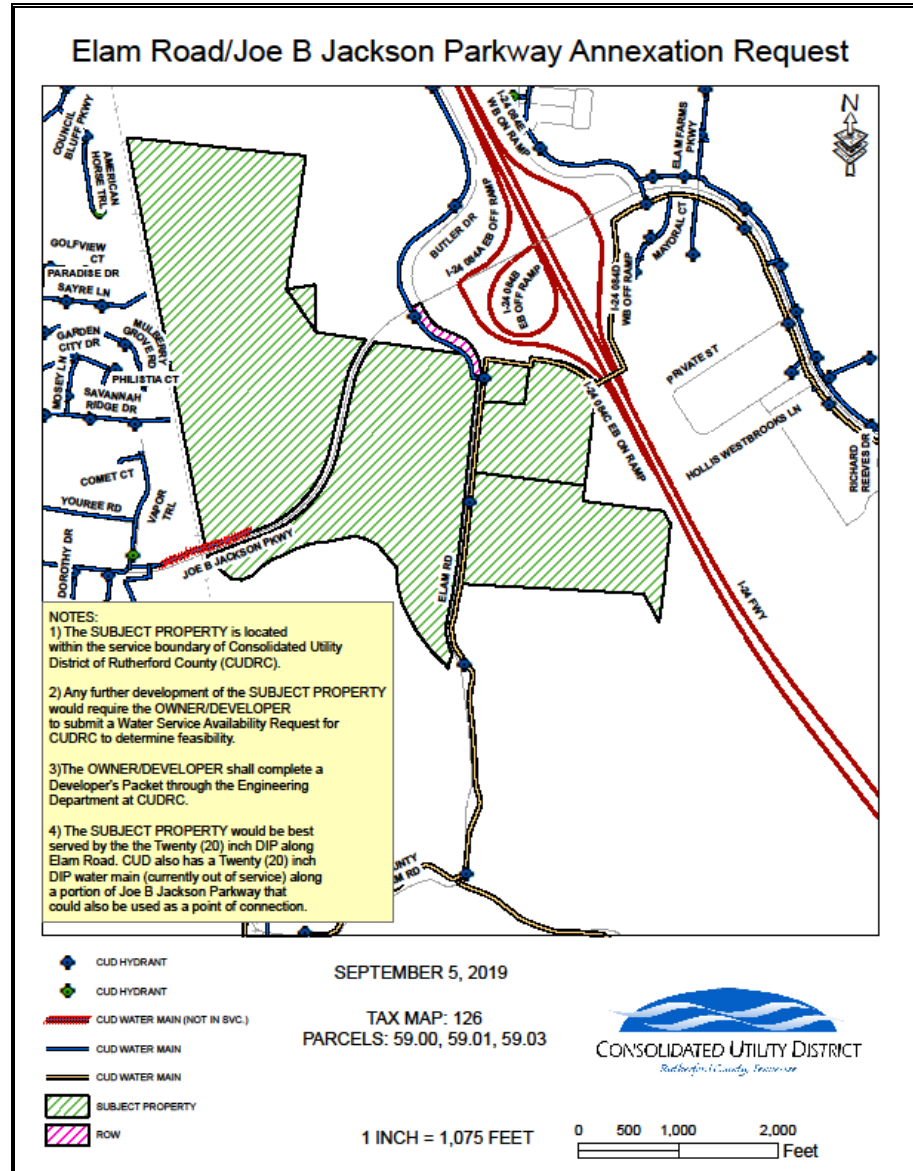 Elam Road/Joe B Jackson Parkway Annexation Request
N
COUNCIL
BLUFF PKWY
AMERICAN
HORSE TRL
GOLFVIEW
CT
PARADISE DR
SAYRE LN
GARDEN
CITY DR
MULBERRY
GROVE RD
MOSEY LN
PHILISTIA CT
SAVANNAH
RIDGE DR
COMET CT
YOUREE RD
VAPOR
TRL
DOROTHY DR
JOE B JACKSON PKWY
BUTLER DR
I-24 084A EB OFF RAMP
I-24 084B
EB OFF RAMP
I-24 084E
WB ON RAMP
I-24 084D
WB OFF RAMP
I-24 084C EB ON RAMP
ELAM FARMS
PKWY
MAYORAL CT
PRIVATE ST
HOLLIS WESTBROOKS LN
RICHARD
REEVES DR
I-24 FWY
ELAM RD
UNTY
M RD
NOTES:
1) The SUBJECT PROPERTY is located
within the service boundary of Consolidated Utility
District of Rutherford County (CUDRC).
2) Any further development of the SUBJECT PROPERTY
would require the OWNER/DEVELOPER
to submit a Water Service Availability Request for
CUDRC to determine feasibility.
3)The OWNER/DEVELOPER shall complete a
Developer's Packet through the Engineering
Department at CUDRC.
4) The SUBJECT PROPERTY would be best
served by the the Twenty (20) inch DIP along
Elam Road. CUD also has a Twenty (20) inch
DIP water main (currently out of service) along
a portion of Joe B Jackson Parkway that
could also be used as a point of connection.
CUD HYDRANT
CUD HYDRANT
CUD WATER MAIN (NOT IN SVC.)
CUD WATER MAIN
CUD WATER MAIN
SUBJECT PROPERTY
ROW
SEPTEMBER 5, 2019
TAX MAP: 126
PARCELS: 59.00, 59.01, 59.03
1 INCH = 1,075 FEET
CONSOLIDATED UTILITY DISTRICT
Rutherford County, Tennessee
0 500 1,000 2,000
Feet